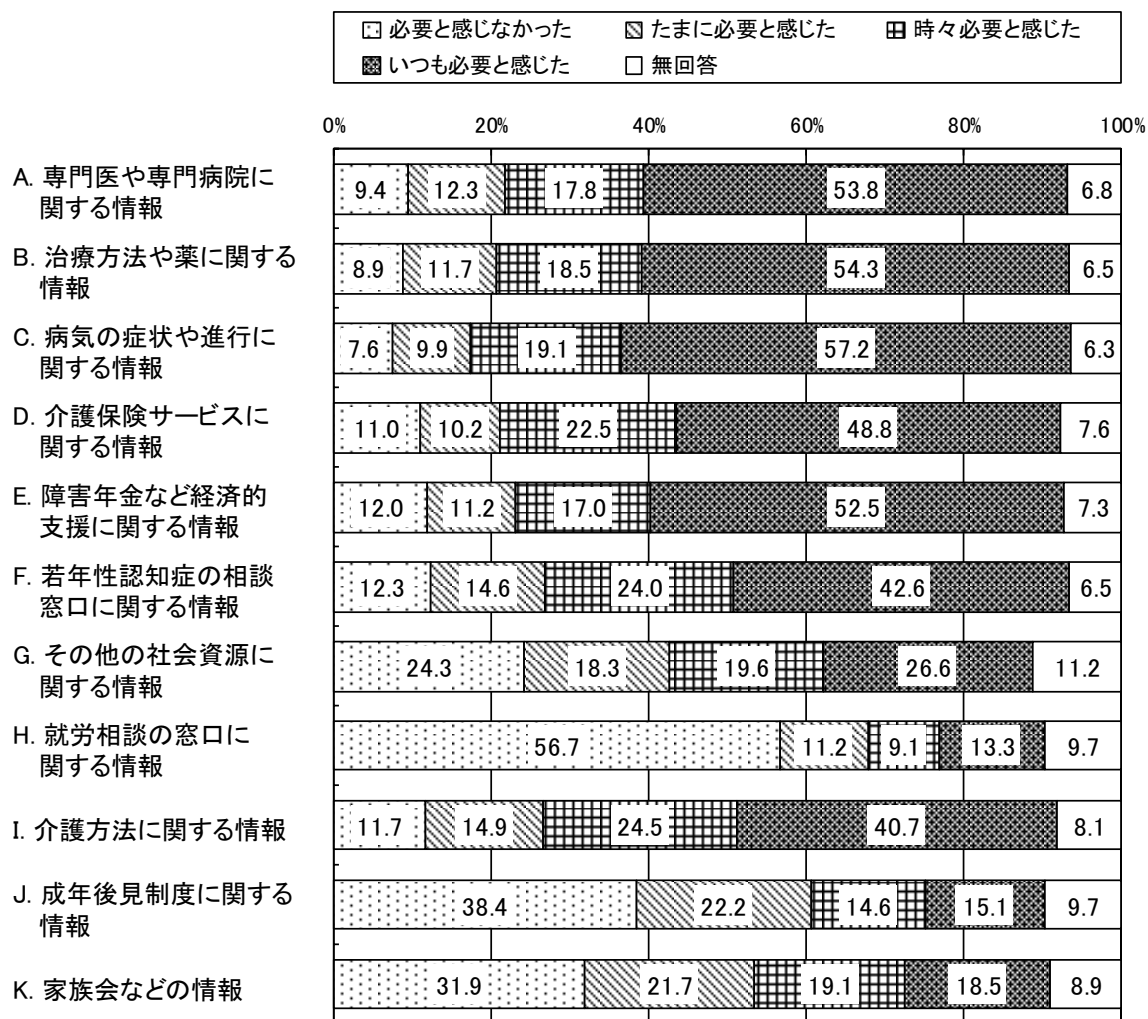 必要と感じなかった たまに必要と感じた 時々必要と感じた
いつも必要と感じた 無回答
0% 20% 40% 60% 80% 100%
A. 専門医や専門病院に
関する情報
9.4 12.3 17.8 53.8 6.8
B. 治療方法や薬に関する
情報
8.9 11.7 18.5 54.3 6.5
C. 病気の症状や進行に
関する情報
7.6 9.9 19.1 57.2 6.3
D. 介護保険サービスに
関する情報
11.0 10.2 22.5 48.8 7.6
E. 障害年金など経済的
支援に関する情報
12.0 11.2 17.0 52.5 7.3
F. 若年性認知症の相談
窓口に関する情報
12.3 14.6 24.0 42.6 6.5
G. その他の社会資源に
関する情報
24.3 18.3 19.6 26.6 11.2
H. 就労相談の窓口に
関する情報
56.7 11.2 9.1 13.3 9.7
I. 介護方法に関する情報
11.7 14.9 24.5 40.7 8.1
J. 成年後見制度に関する
情報
38.4 22.2 14.6 15.1 9.7
K. 家族会などの情報
31.9 21.7 19.1 18.5 8.9